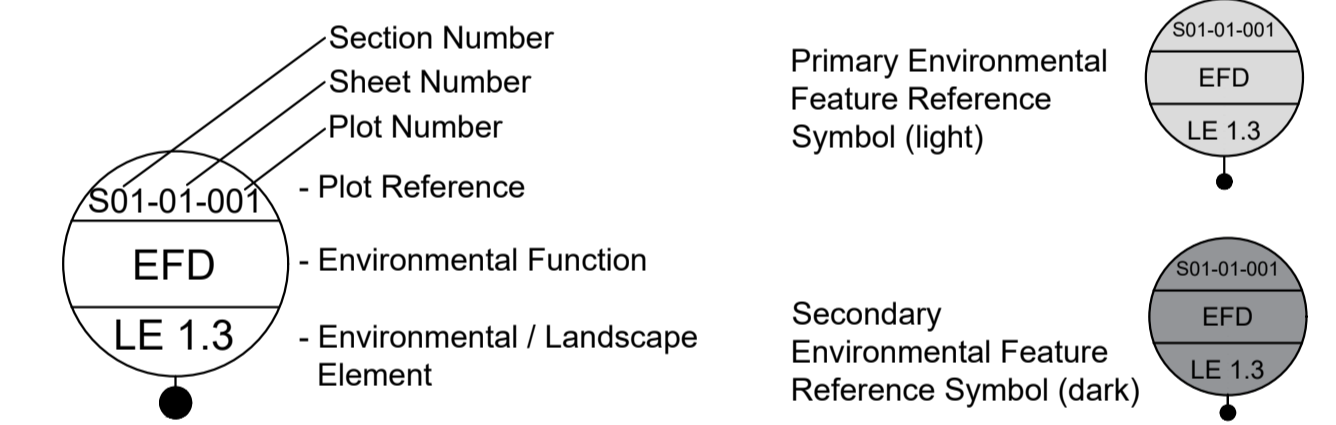 Section Number
Sheet Number
Plot Number
S01-01-001
- Plot Reference
EFD
- Environmental Function
LE 1.3
- Environmental / Landscape
Element
Primary Environmental
Feature Reference
Symbol (light)
S01-01-001
EFD
LE 1.3
Secondary
Environmental Feature
Reference Symbol (dark)
S01-01-001
EFD
LE 1.3